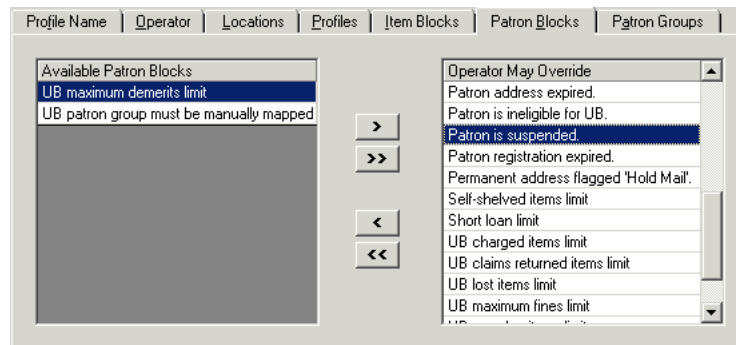 Profile Name Operator Locations Profiles Item Blocks Patron Blocks Patron Groups
Available Patron Blocks
UB maximum demerits limit
UB patron group must be manually mapped
>
>>
<
<<
Operator May Override
Patron address expired.
Patron is ineligible for UB.
Patron is suspended.
Patron registration expired.
Permanent address flagged 'Hold Mail'.
Self-shelved items limit
Short loan limit
UB charged items limit
UB claims returned items limit
UB lost items limit
UB maximum fines limit